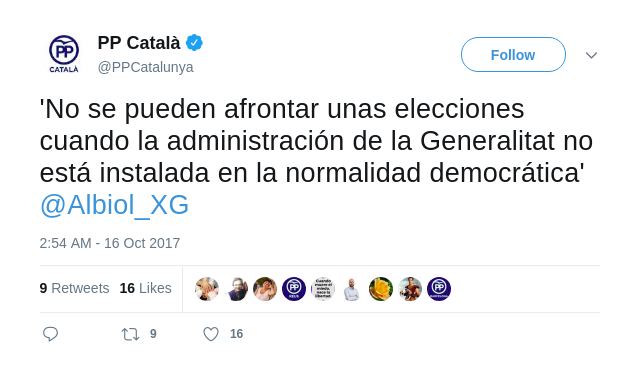 PP Català
@PPCatalunya
CATALÀ
Follow
'No se pueden afrontar unas elecciones
cuando la administración de la Generalitat no
está instalada en la normalidad democrática'
@Albiol_XG
2:54 AM - 16 Oct 2017
9 Retweets 16 Likes
9 16